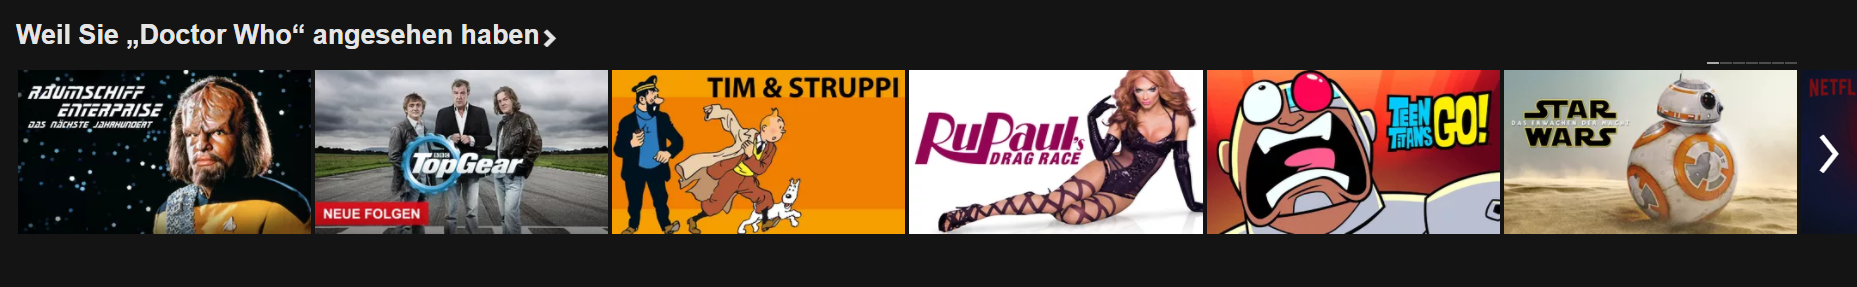 Weil Sie „Doctor Who“ angesehen haben
RAUMSCHIFF
ENTERPRISE
DAS NÄCHSTE JAHRHUNDERT
BBC
TopGear
NEUE FOLGEN
TIM & STRUPPI
RuPaul's
DRAG RACE
TEEN
TITANS
GO!
STAR
DAS ERWACHEN DER MACHT
WARS
NETFL